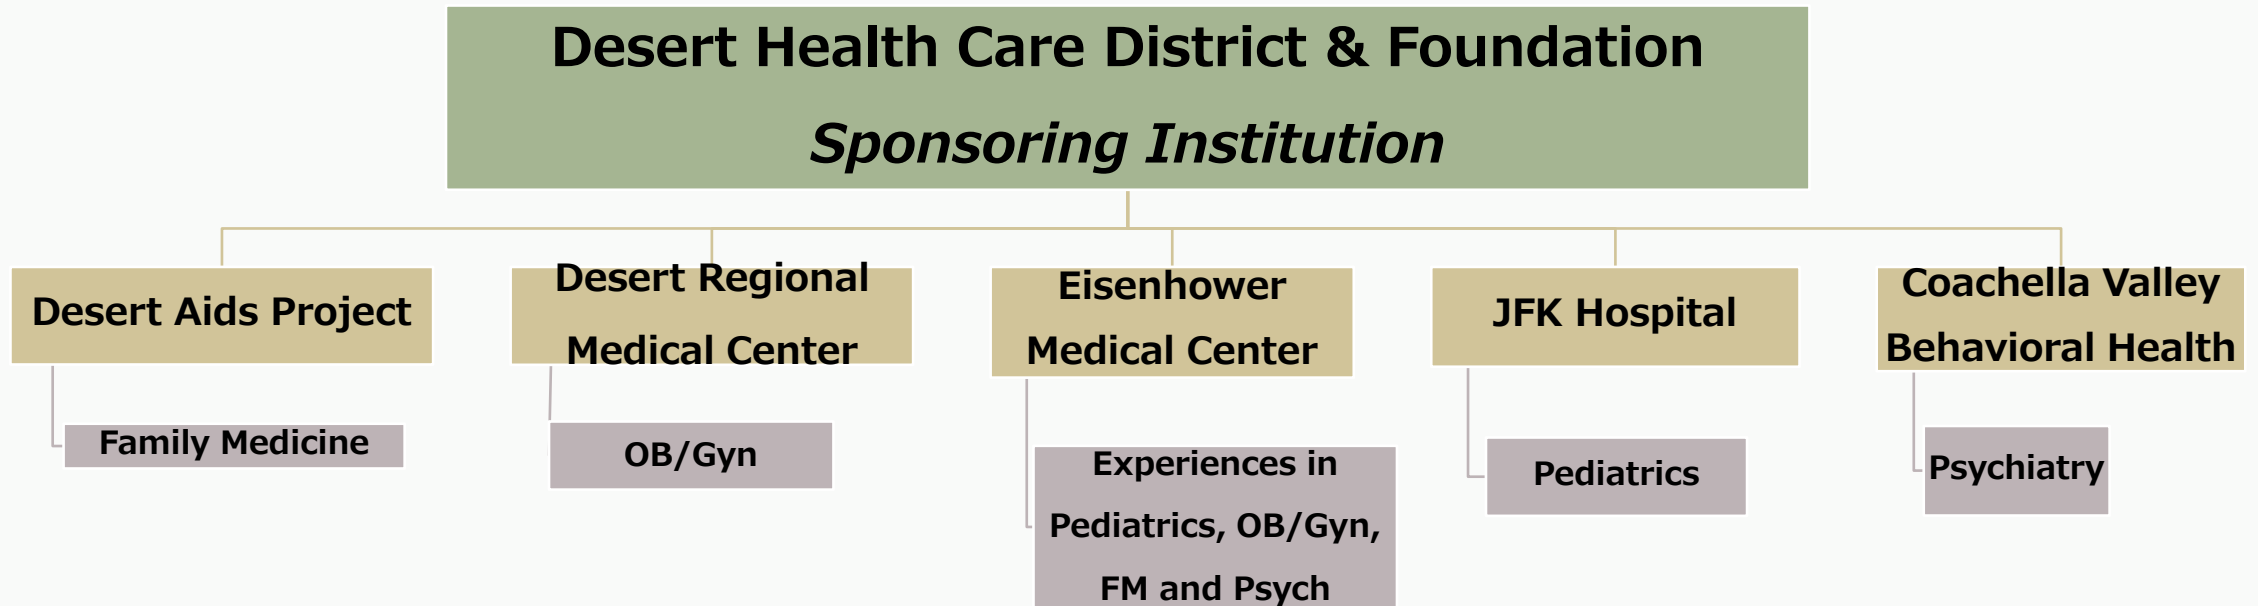 Desert Health Care District & Foundation
Sponsoring Institution
Desert Aids Project
Desert Regional
Medical Center
Eisenhower
Medical Center
JFK Hospital
Coachella Valley
Behavioral Health
Family Medicine
OB/Gyn
Experiences in
Pediatrics, OB/Gyn,
FM and Psych
Pediatrics
Psychiatry